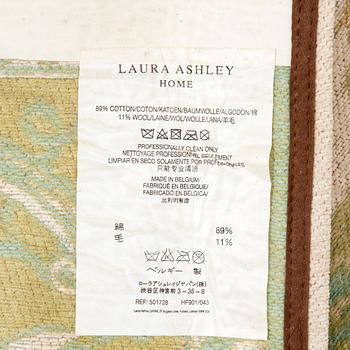 LAURA ASHLEY
HOME
89% COTTON/COTON/KATOEN/BAUMWOLLE/ALGODON/棉
11% WOOL/LAINE/WOL/WOLLE/LANA/羊毛
PROFESSIONALLY CLEAN ONLY
NETTOYAGE PROFESSIONNEL SEULEMENT
LIMPIAR EN SECO SOLAMENTE POR PROFESIONALES
只能专业清洗
MADE IN BELGIUM/
FABRIQUÉ EN BELGIQUE/
FABRICADO EN BÉLGICA/
比利时制造
綿 89%
毛 11%
ベルギー 製
ローラアシュレイジャパン(株)
渋谷区神宮前3-35-8
REF: 501728 HF901/043